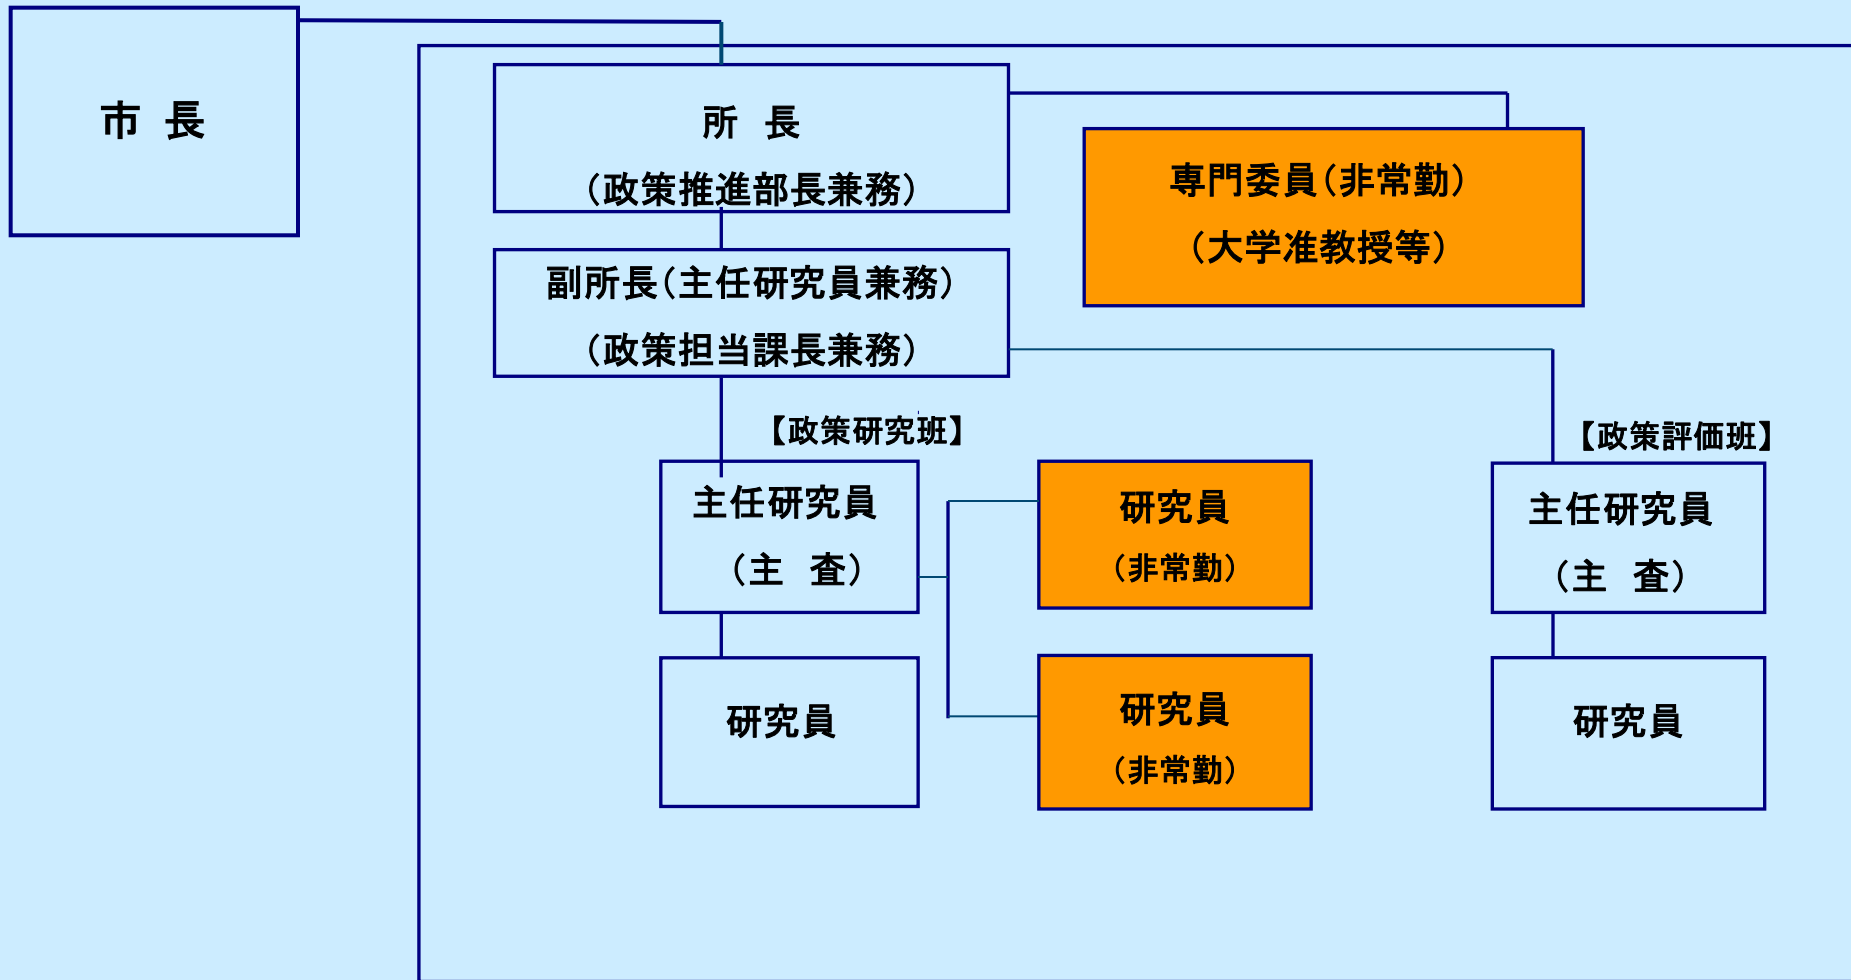 市 長
所 長
(政策推進部長兼務)
専門委員(非常勤)
(大学准教授等)
副所長(主任研究員兼務)
(政策担当課長兼務)
【政策研究班】
【政策評価班】
主任研究員
(主 査)
研究員
(非常勤)
主任研究員
(主 査)
研究員
研究員
(非常勤)
研究員